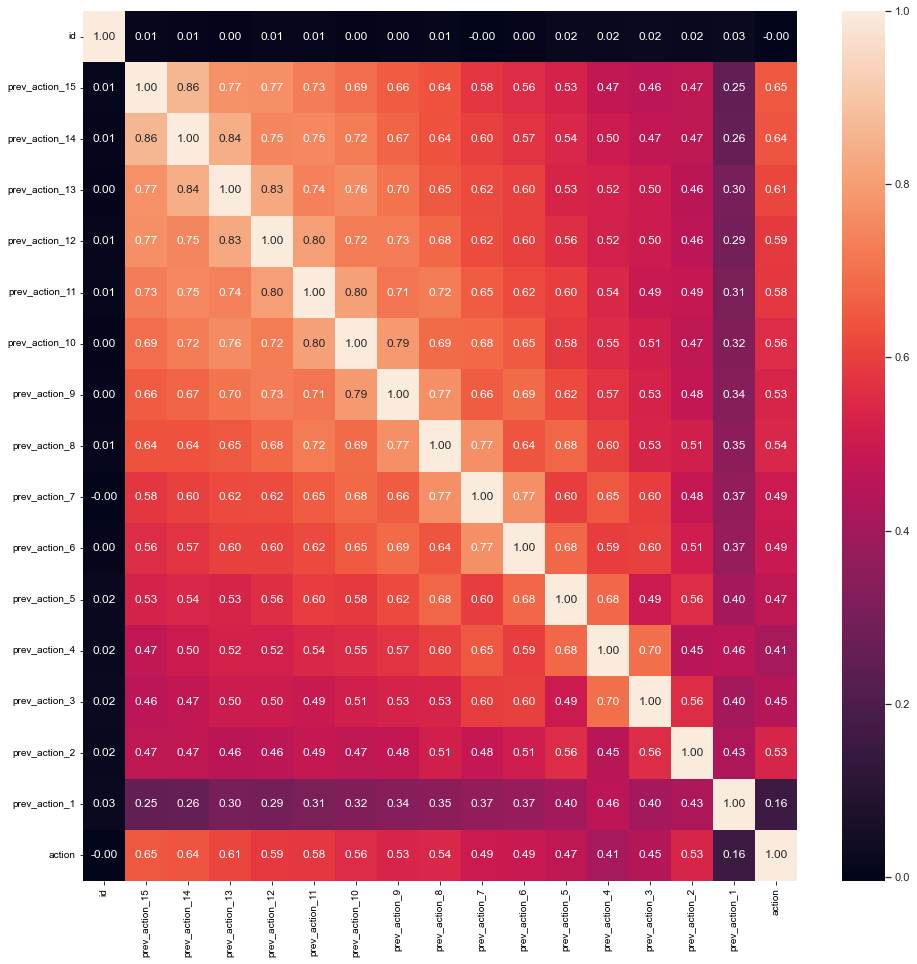 id 1.00 0.01 0.01 0.00 0.01 0.01 0.00 0.00 0.01 -0.00 0.00 0.02 0.02 0.02 0.02 0.03 -0.00
prev_action_15 0.01 1.00 0.86 0.77 0.77 0.73 0.69 0.66 0.64 0.58 0.56 0.53 0.47 0.46 0.47 0.25 0.65
prev_action_14 0.01 0.86 1.00 0.84 0.75 0.75 0.72 0.67 0.64 0.60 0.57 0.54 0.50 0.47 0.47 0.26 0.64
prev_action_13 0.00 0.77 0.84 1.00 0.83 0.74 0.76 0.70 0.65 0.62 0.60 0.53 0.52 0.50 0.46 0.30 0.61
prev_action_12 0.01 0.77 0.75 0.83 1.00 0.80 0.72 0.73 0.68 0.62 0.60 0.56 0.52 0.50 0.46 0.29 0.59
prev_action_11 0.01 0.73 0.75 0.74 0.80 1.00 0.80 0.71 0.72 0.65 0.62 0.60 0.54 0.49 0.49 0.31 0.58
prev_action_10 0.00 0.69 0.72 0.76 0.72 0.80 1.00 0.79 0.69 0.68 0.65 0.58 0.55 0.51 0.47 0.32 0.56
prev_action_9 0.00 0.66 0.67 0.70 0.73 0.71 0.79 1.00 0.77 0.66 0.69 0.62 0.57 0.53 0.48 0.34 0.53
prev_action_8 0.01 0.64 0.64 0.65 0.68 0.72 0.69 0.77 1.00 0.77 0.64 0.68 0.60 0.53 0.51 0.35 0.54
prev_action_7 -0.00 0.58 0.60 0.62 0.62 0.65 0.68 0.66 0.77 1.00 0.77 0.60 0.65 0.60 0.48 0.37 0.49
prev_action_6 0.00 0.56 0.57 0.60 0.60 0.62 0.65 0.69 0.64 0.77 1.00 0.68 0.59 0.60 0.51 0.37 0.49
prev_action_5 0.02 0.53 0.54 0.53 0.56 0.60 0.58 0.62 0.68 0.60 0.68 1.00 0.68 0.49 0.56 0.40 0.47
prev_action_4 0.02 0.47 0.50 0.52 0.52 0.54 0.55 0.57 0.60 0.65 0.59 0.68 1.00 0.70 0.45 0.46 0.41
prev_action_3 0.02 0.46 0.47 0.50 0.50 0.49 0.51 0.53 0.53 0.60 0.60 0.49 0.70 1.00 0.56 0.40 0.45
prev_action_2 0.02 0.47 0.47 0.46 0.46 0.49 0.47 0.48 0.51 0.48 0.51 0.56 0.45 0.56 1.00 0.43 0.53
prev_action_1 0.03 0.25 0.26 0.30 0.29 0.31 0.32 0.34 0.35 0.37 0.37 0.40 0.46 0.40 0.43 1.00 0.16
action -0.00 0.65 0.64 0.61 0.59 0.58 0.56 0.53 0.54 0.49 0.49 0.47 0.41 0.45 0.53 0.16 1.00
id
prev_action_15
prev_action_14
prev_action_13
prev_action_12
prev_action_11
prev_action_10
prev_action_9
prev_action_8
prev_action_7
prev_action_6
prev_action_5
prev_action_4
prev_action_3
prev_action_2
prev_action_1
action
1.0
0.8
0.6
0.4
0.2
0.0